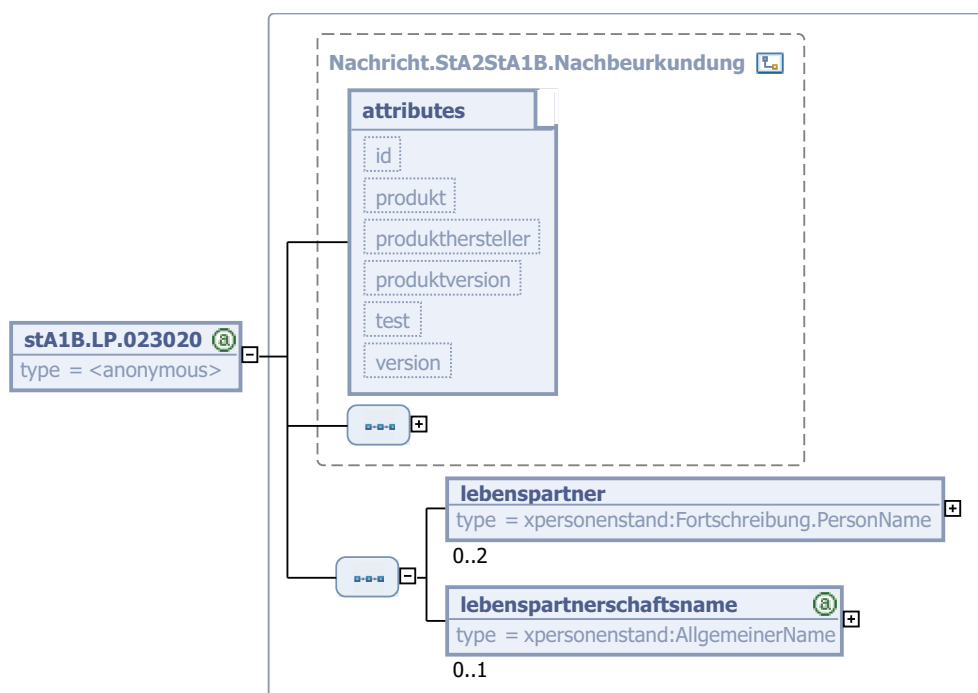 Nachricht.StA2StA1B.Nachbeurkundung
attributes
id
produkt
produkthersteller
produktversion
test
version
stA1B.LP.023020
type = <anonymous>
lebenspartner
type = xpersonenstand:Fortschreibung.PersonName
0..2
lebenspartnerschaftsname
type = xpersonenstand:AllgemeinerName
0..1